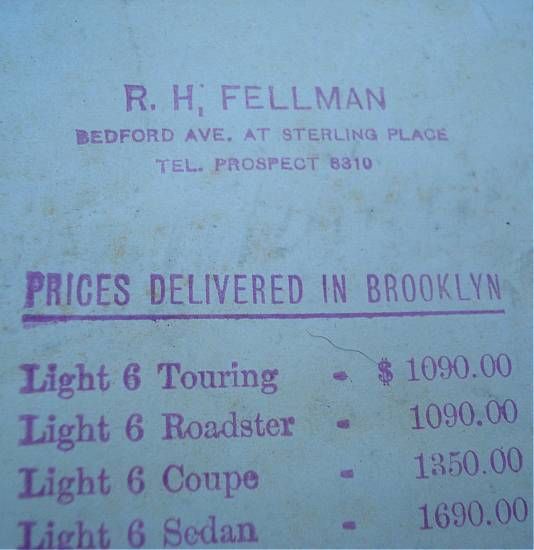 R. H. FELLMAN
BEDFORD AVE. AT STERLING PLACE
TEL. PROSPECT 8310
PRICES DELIVERED IN BROOKLYN
Light 6 Touring - $ 1090.00
Light 6 Roadster - 1090.00
Light 6 Coupe - 1350.00
Light 6 Sedan - 1690.00